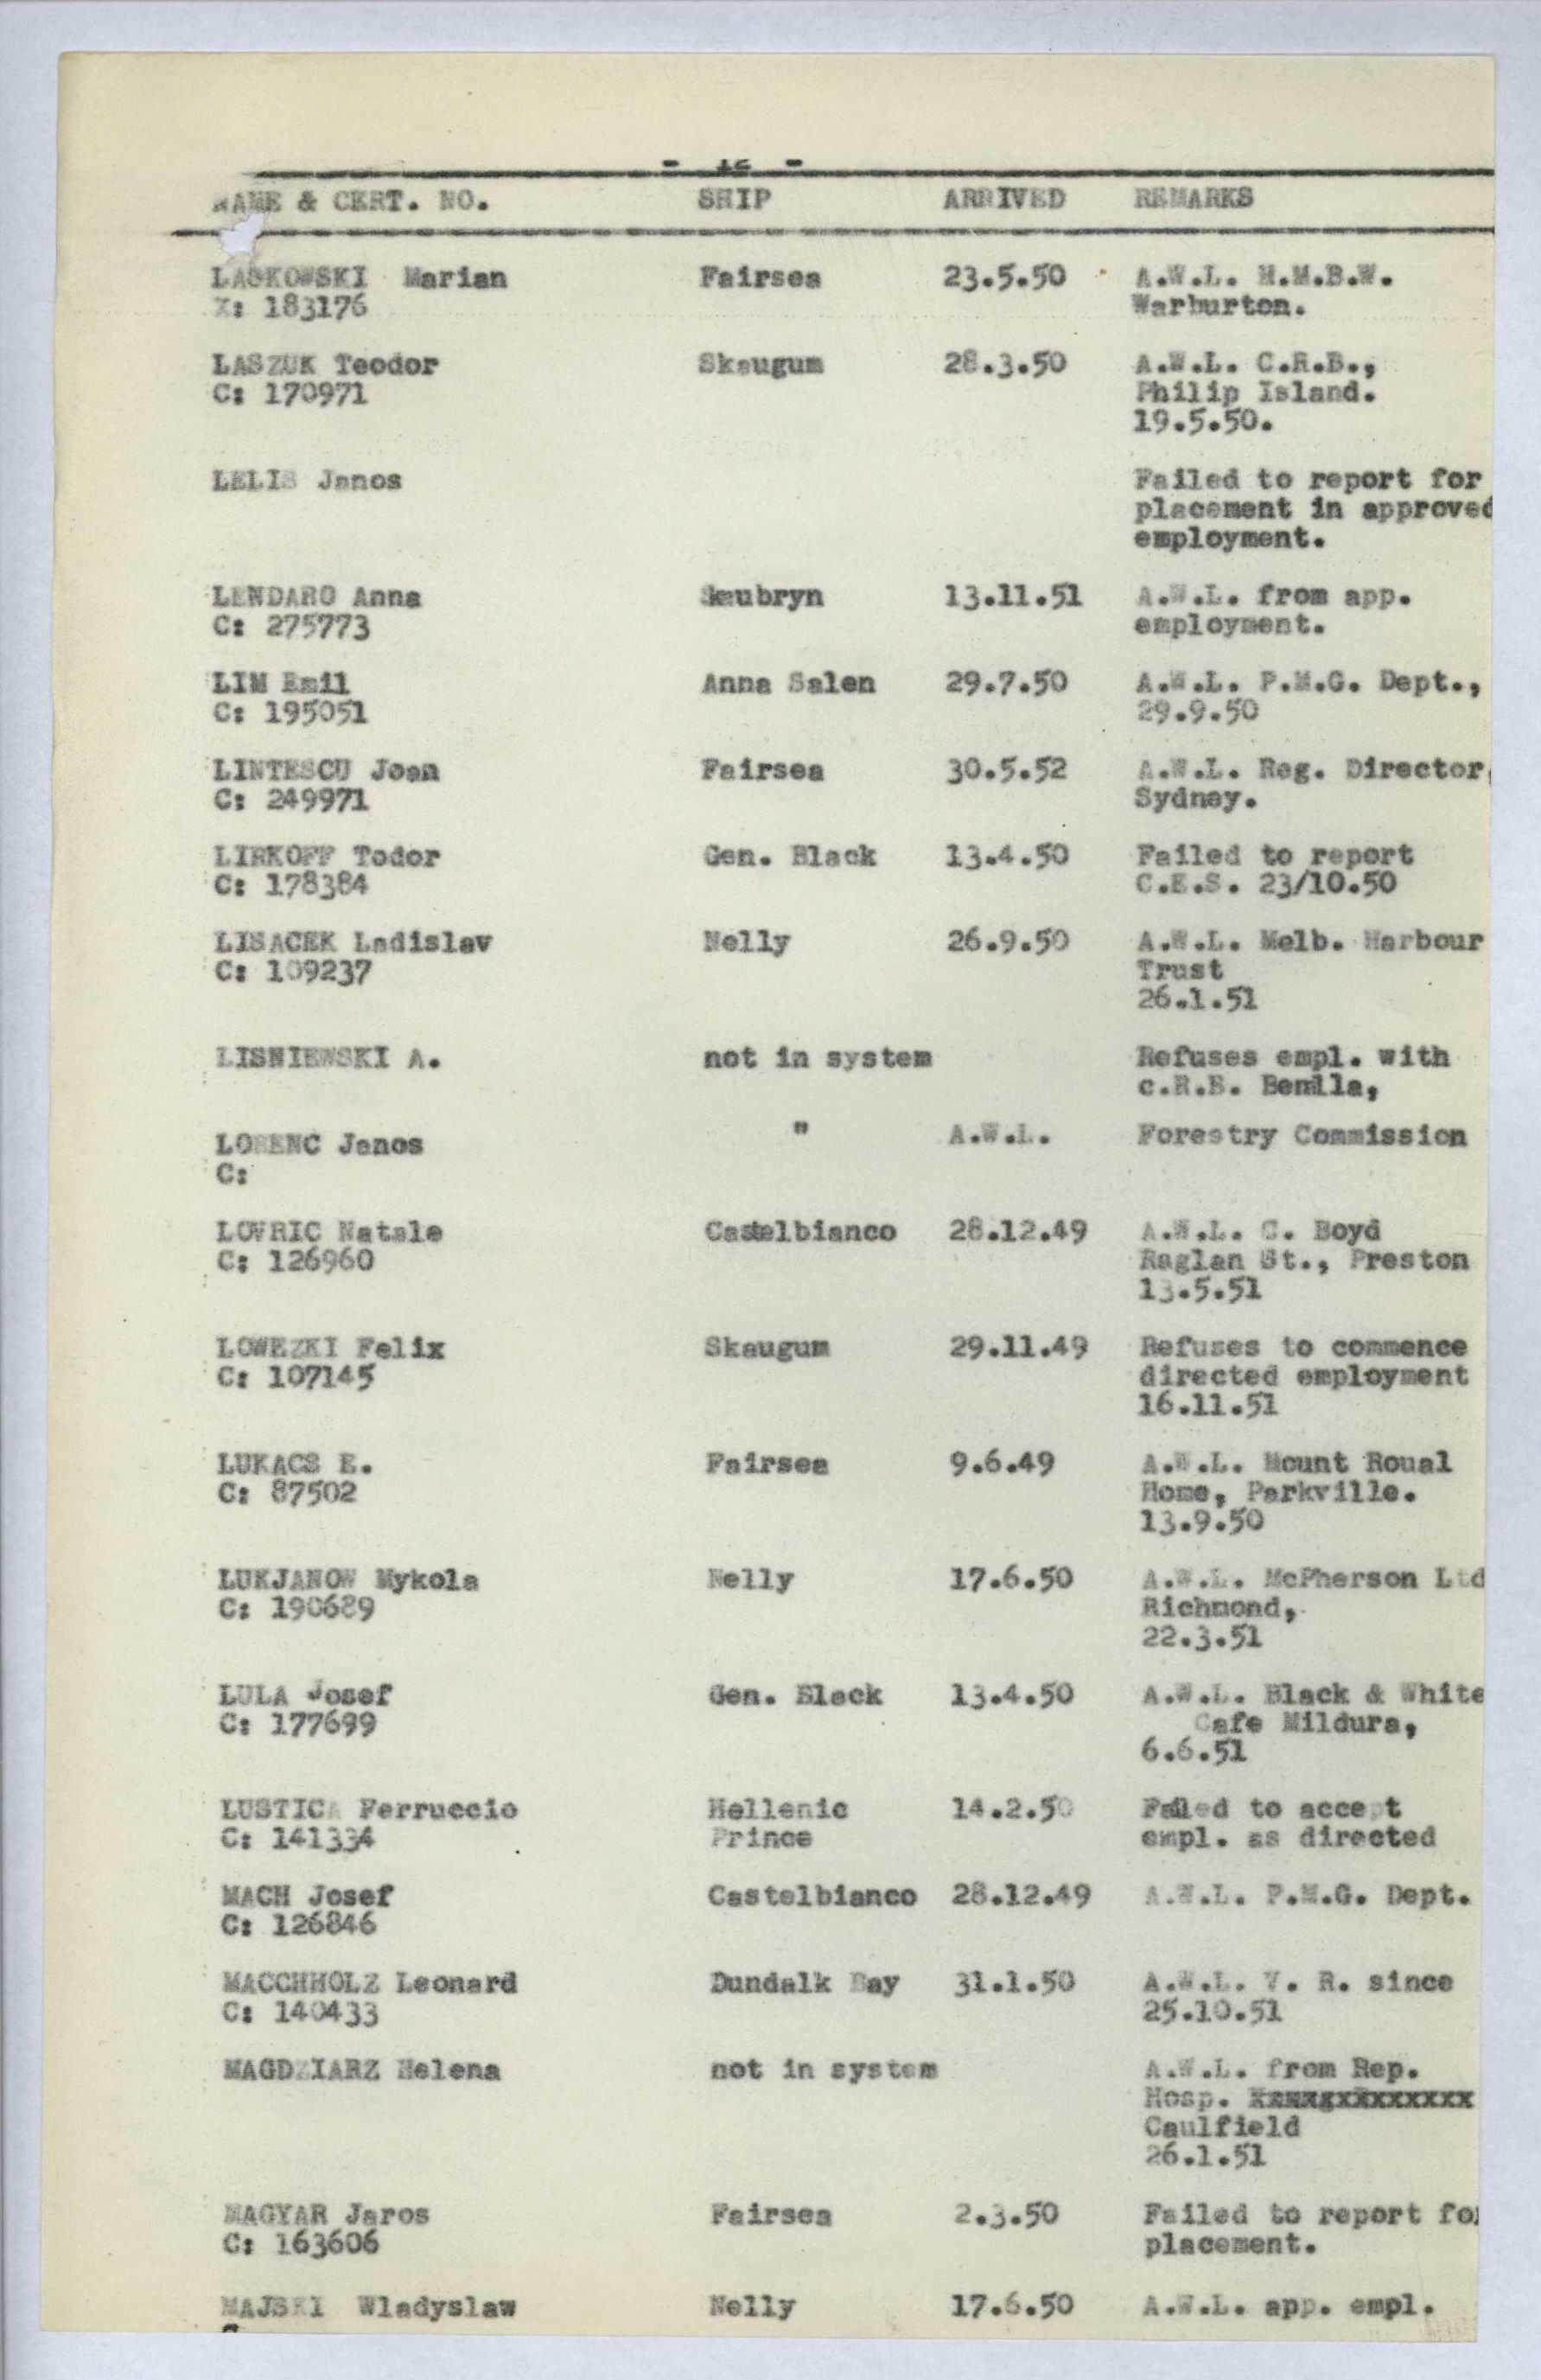 - 12 -
NAME & CERT. NO. SHIP ARRIVED REMARKS
LASKOWSKI Marian Fairsea 23.5.50 A.W.L. M.M.B.W.
X: 183176 Warburton.
LASZUK Teodor Skaugum 28.3.50 A.W.L. C.R.B.,
C: 170971 Philip Island.
19.5.50.
LELIS Janos Failed to report for
placement in approved
employment.
LENDARO Anna Skaubryn 13.11.51 A.W.L. from app.
C: 275773 employment.
LIM Emil Anna Salen 29.7.50 A.W.L. P.M.G. Dept.,
C: 195051 29.9.50
LINTESCU Joan Fairsea 30.5.52 A.W.L. Reg. Director,
C: 249971 Sydney.
LIRKOFF Todor Gen. Black 13.4.50 Failed to report
C: 178384 C.E.S. 23/10.50
LISACEK Ladislav Nelly 26.9.50 A.W.L. Melb. Harbour
C: 109237 Trust
26.1.51
LISNIEWSKI A. not in system Refuses empl. with
c.R.B. Benlla,
LORENC Janos " A.W.L. Forestry Commission
C:
LOVRIC Natale Castelbianco 28.12.49 A.W.L. C. Boyd
C: 126960 Raglan St., Preston
13.5.51
LOWEZKI Felix Skaugum 29.11.49 Refuses to commence
C: 107145 directed employment
16.11.51
LUKACS E. Fairsea 9.6.49 A.W.L. Mount Roual
C: 87502 Home, Parkville.
13.9.50
LUKJANOW Mykola Nelly 17.6.50 A.W.L. McPherson Ltd
C: 190689 Richmond,
22.3.51
LULA Josef Gen. Black 13.4.50 A.W.L. Black & White
C: 177699 Cafe Mildura,
6.6.51
LUSTICA Ferruccio Hellenic 14.2.50 Failed to accept
C: 141334 Prince empl. as directed
MACH Josef Castelbianco 28.12.49 A.W.L. P.M.G. Dept.
C: 126846
MACCHHOLZ Leonard Dundalk Bay 31.1.50 A.W.L. V. R. since
C: 140433 25.10.51
MAGDZIARZ Helena not in system A.W.L. from Rep.
Hosp.
Caulfield
26.1.51
MAGYAR Jaros Fairsea 2.3.50 Failed to report for
C: 163606 placement.
MAJSKI Wladyslaw Nelly 17.6.50 A.W.L. app. empl.